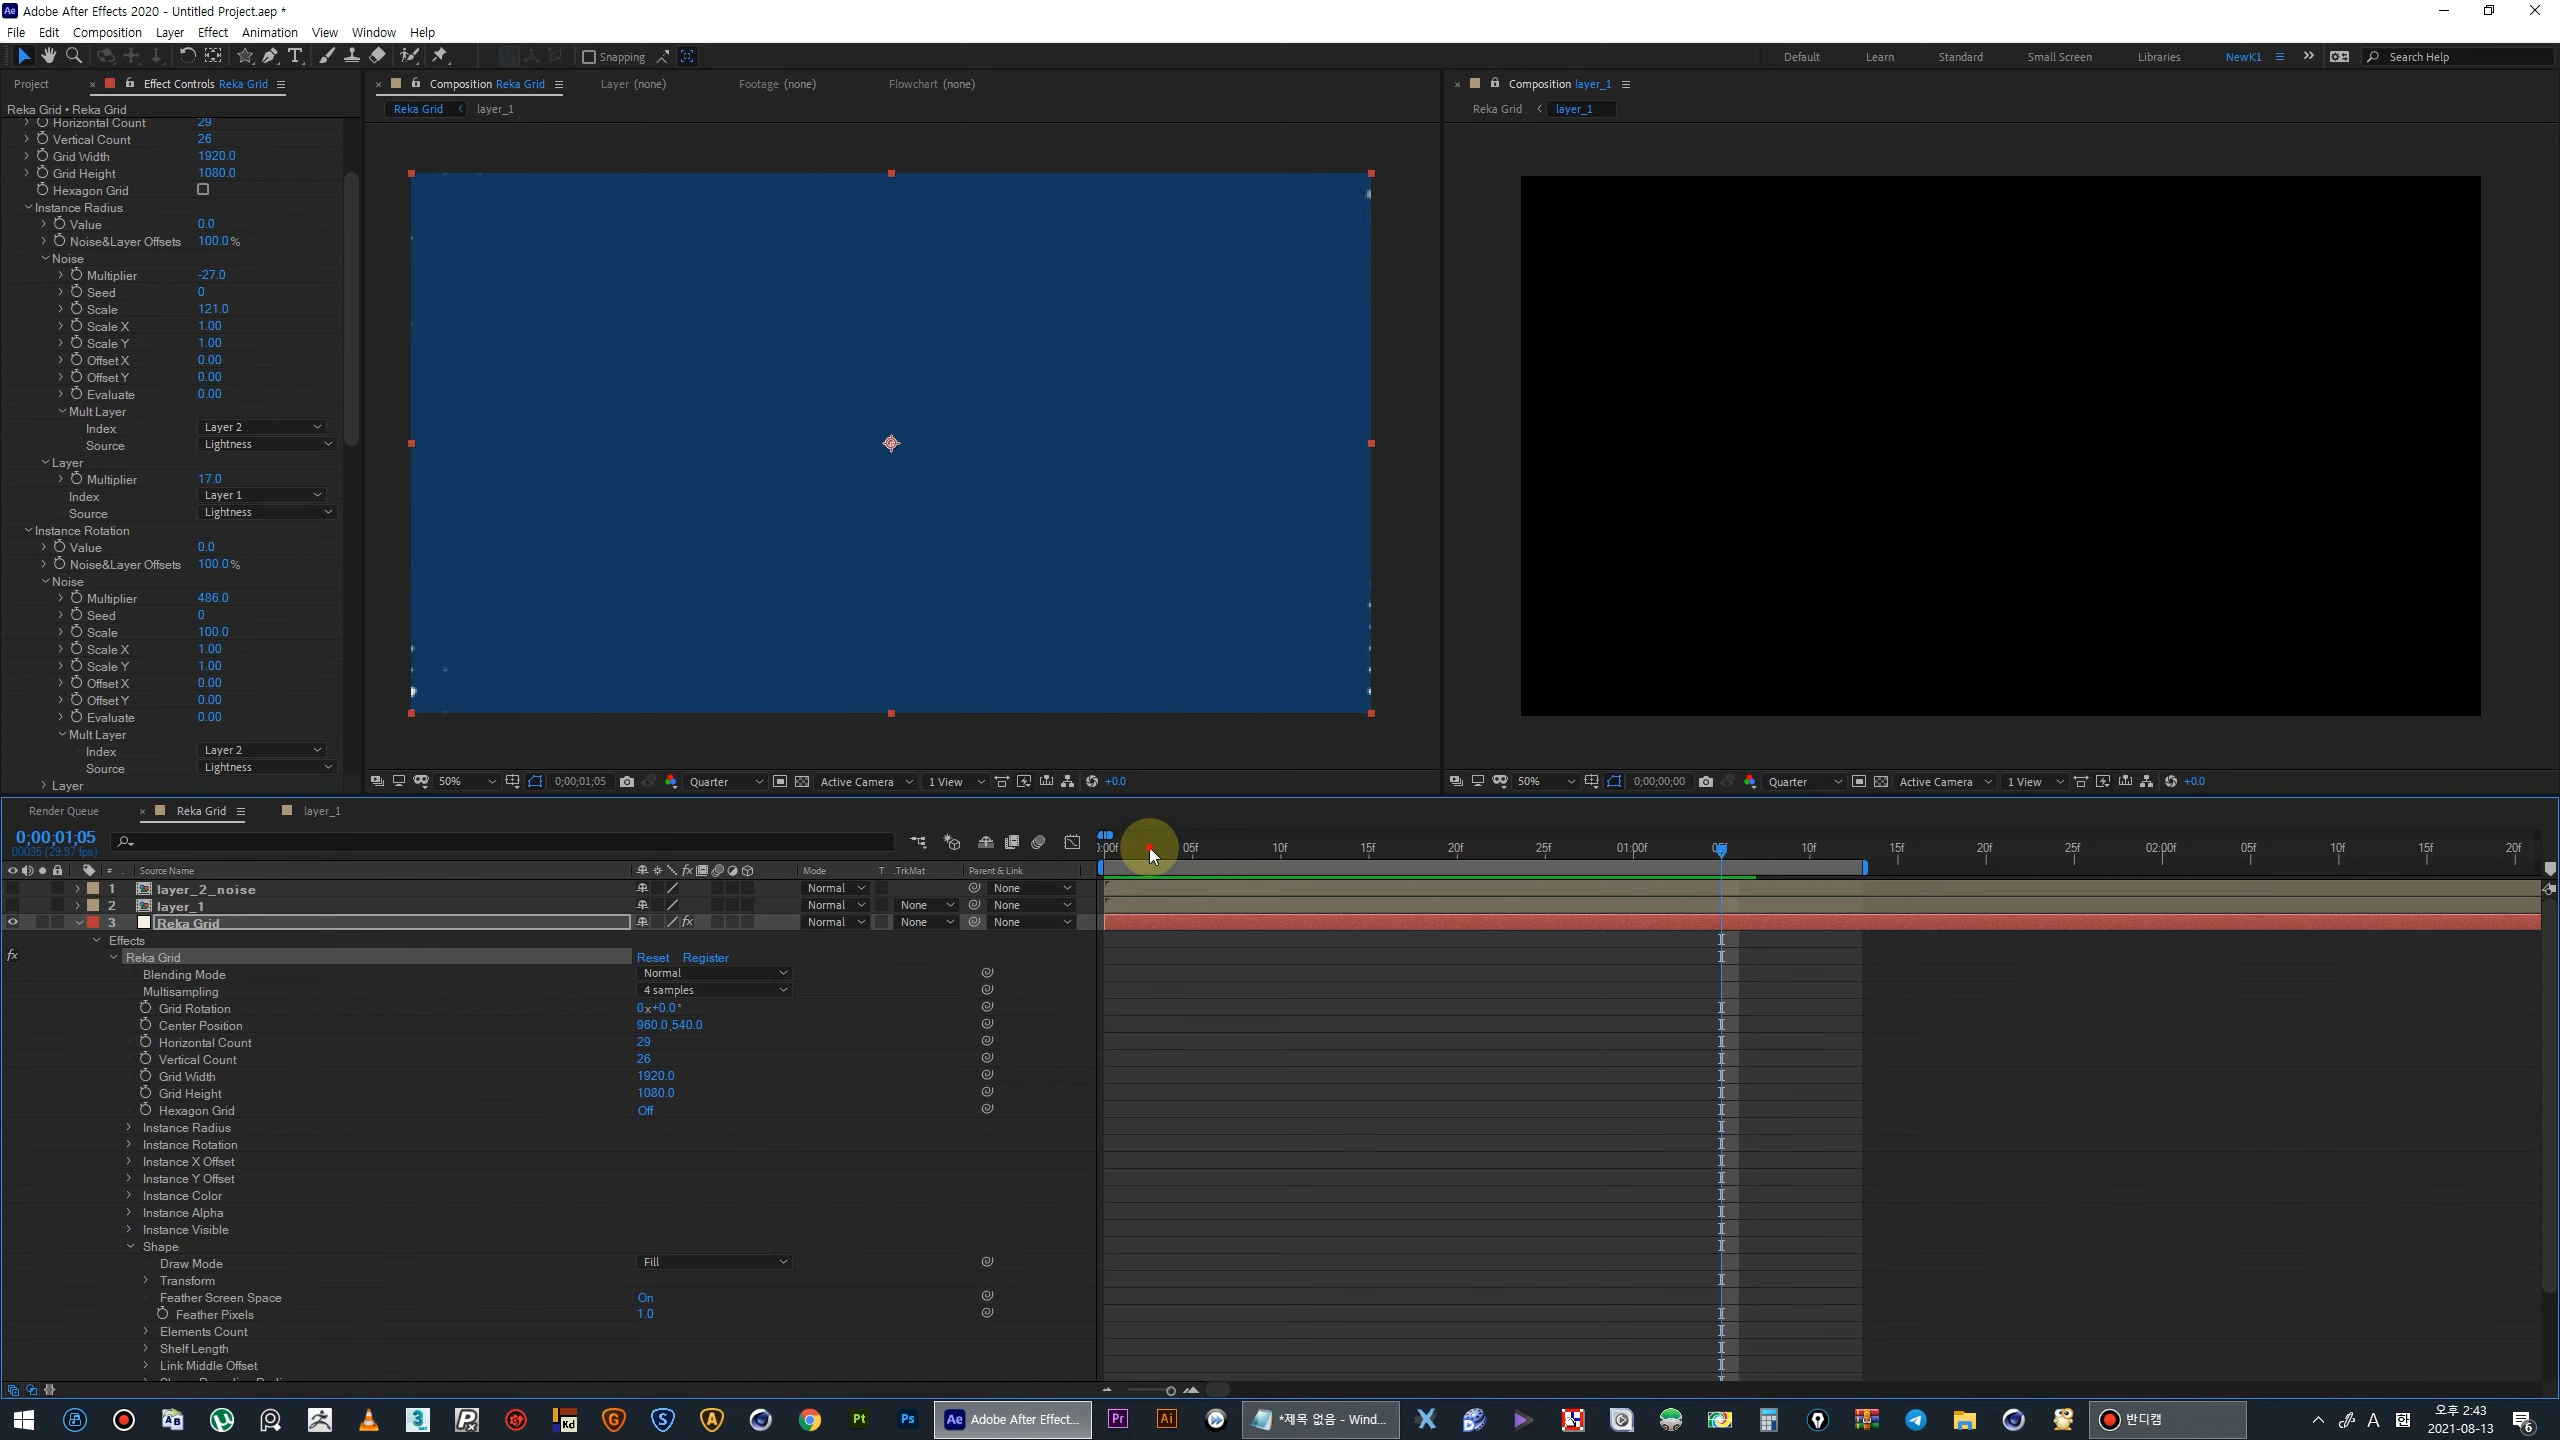 Adobe After Effects 2020 - Untitled Project.aep *
File Edit Composition Layer Effect Animation View Window Help
Snapping
Default Learn Standard Small Screen Libraries NewK1 Search Help
Project Effect Controls Reka Grid
Composition Reka Grid Layer (none) Footage (none) Flowchart (none)
Composition layer_1
Reka Grid • Reka Grid
Reka Grid layer_1
Reka Grid layer_1
Horizontal Count 29
Vertical Count 26
Grid Width 1920.0
Grid Height 1080.0
Hexagon Grid
Instance Radius
Value 0.0
Noise&Layer Offsets 100.0%
Noise
Multiplier -27.0
Seed 0
Scale 121.0
Scale X 1.00
Scale Y 1.00
Offset X 0.00
Offset Y 0.00
Evaluate 0.00
Mult Layer
Index Layer 2
Source Lightness
Layer
Multiplier 17.0
Index Layer 1
Source Lightness
Instance Rotation
Value 0.0
Noise&Layer Offsets 100.0%
Noise
Multiplier 486.0
Seed 0
Scale 100.0
Scale X 1.00
Scale Y 1.00
Offset X 0.00
Offset Y 0.00
Evaluate 0.00
Mult Layer
Index Layer 2
Source Lightness
Layer
50% 0;00;01;05 Quarter Active Camera 1 View +0.0
50% 0;00;00;00 Quarter Active Camera 1 View +0.0
Render Queue Reka Grid layer_1
0;00;01;05
00035 (29.97 fps)
:00f 05f 10f 15f 20f 25f 01:00f 05f 10f 15f 20f 25f 02:00f 05f 10f 15f 20f
# Source Name fx Mode T .TrkMat Parent & Link
1 layer_2_noise Normal None
2 layer_1 Normal None None
3 Reka Grid fx Normal None None
Effects
fx Reka Grid Reset Register
Blending Mode Normal
Multisampling 4 samples
Grid Rotation 0x+0.0°
Center Position 960.0,540.0
Horizontal Count 29
Vertical Count 26
Grid Width 1920.0
Grid Height 1080.0
Hexagon Grid Off
Instance Radius
Instance Rotation
Instance X Offset
Instance Y Offset
Instance Color
Instance Alpha
Instance Visible
Shape
Draw Mode Fill
Transform
Feather Screen Space On
Feather Pixels 1.0
Elements Count
Shelf Length
Link Middle Offset
Adobe After Effect...
*제목 없음 - Wind...
반디캠
A 한
오후 2:43
2021-08-13
6